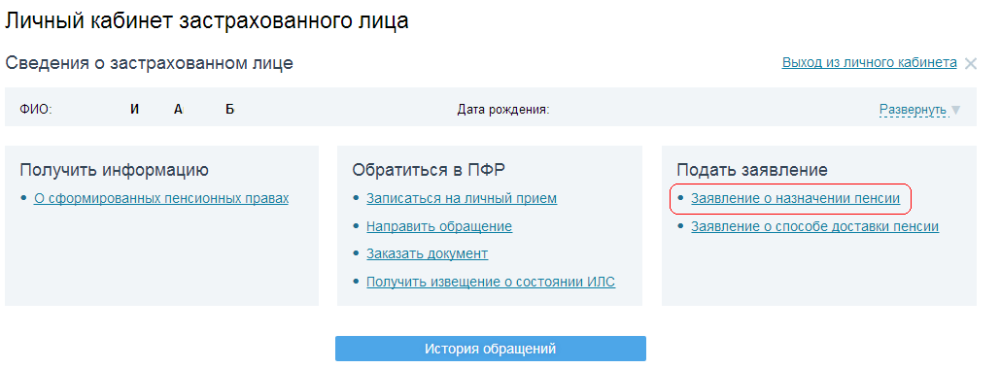 Личный кабинет застрахованного лица
Сведения о застрахованном лице
Выход из личного кабинета
ФИО: И А Б Дата рождения: Развернуть
Получить информацию
О сформированных пенсионных правах
Обратиться в ПФР
Записаться на личный прием
Направить обращение
Заказать документ
Получить извещение о состоянии ИЛС
Подать заявление
Заявление о назначении пенсии
Заявление о способе доставки пенсии
История обращений